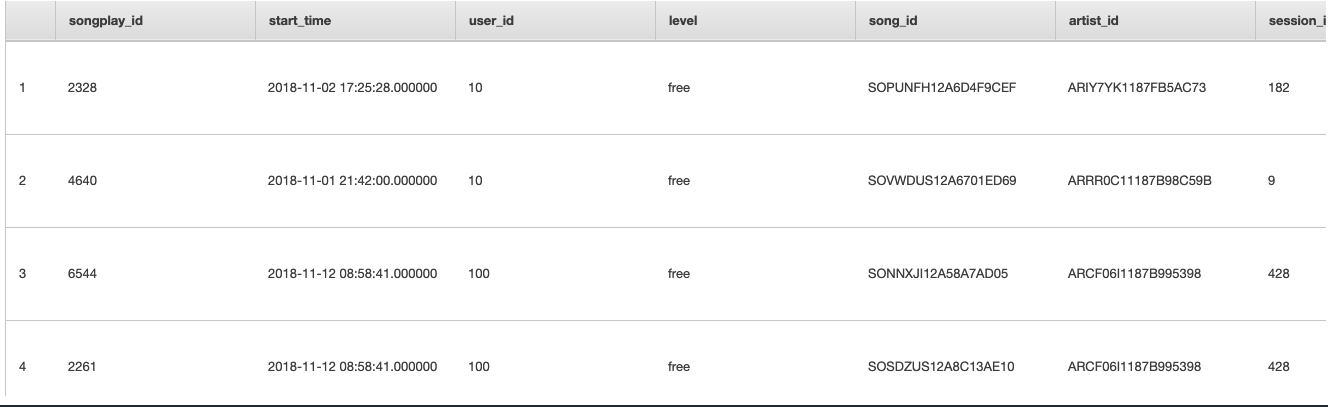 songplay_id start_time user_id level song_id artist_id session_i
1 2328 2018-11-02 17:25:28.000000 10 free SOPUNFH12A6D4F9CEF ARIY7YK1187FB5AC73 182
2 4640 2018-11-01 21:42:00.000000 10 free SOVWDUS12A6701ED69 ARRR0C11187B98C59B 9
3 6544 2018-11-12 08:58:41.000000 100 free SONNXJI12A58A7AD05 ARCF06I1187B995398 428
4 2261 2018-11-12 08:58:41.000000 100 free SOSDZUS12A8C13AE10 ARCF06I1187B995398 428